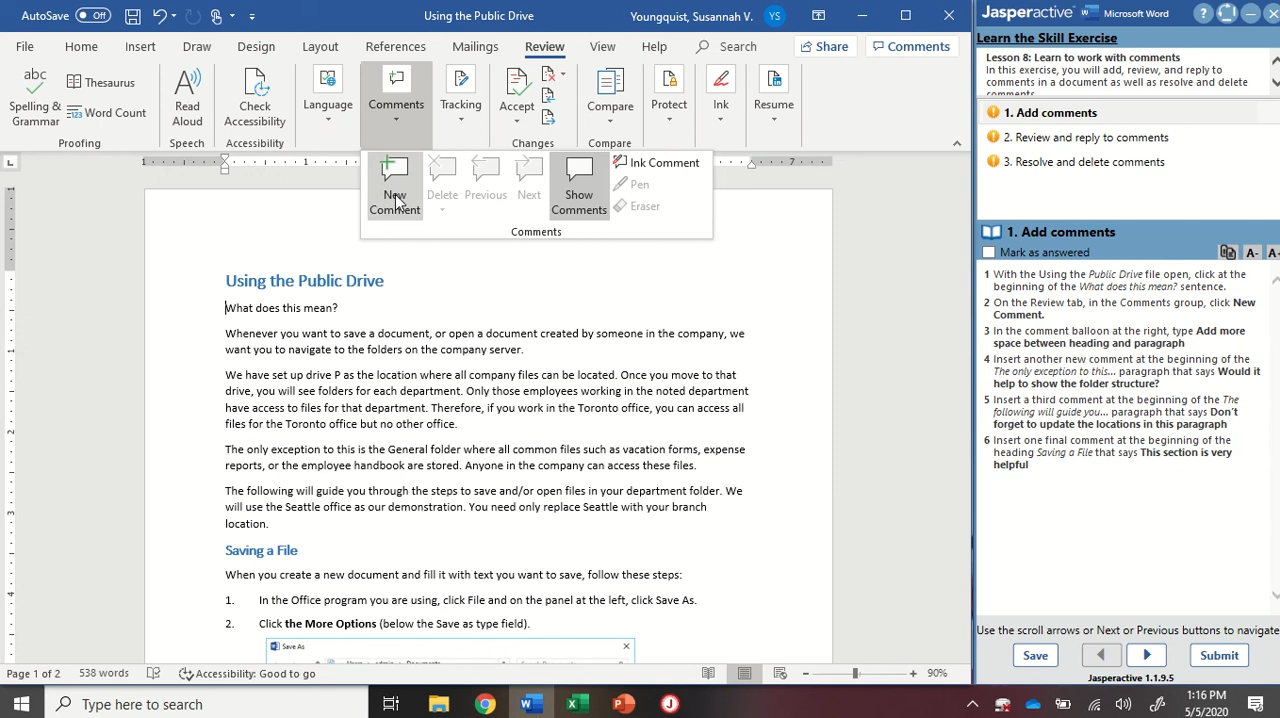 AutoSave Off
Using the Public Drive
Youngquist, Susannah V. YS
File Home Insert Draw Design Layout References Mailings Review View Help Search Share Comments
abc
Spelling & Grammar
Thesaurus
123 Word Count
Proofing
Read Aloud
Speech
Check Accessibility
Accessibility
Language
Comments
Tracking
Accept
Changes
Compare
Compare
Protect
Ink
Resume
1 1 7
New Comment
Delete
Previous
Next
Show Comments
Ink Comment
Pen
Eraser
Comments
Using the Public Drive
What does this mean?
Whenever you want to save a document, or open a document created by someone in the company, we
want you to navigate to the folders on the company server.
We have set up drive P as the location where all company files can be located. Once you move to that
drive, you will see folders for each department. Only those employees working in the noted department
have access to files for that department. Therefore, if you work in the Toronto office, you can access all
files for the Toronto office but no other office.
The only exception to this is the General folder where all common files such as vacation forms, expense
reports, or the employee handbook are stored. Anyone in the company can access these files.
The following will guide you through the steps to save and/or open files in your department folder. We
will use the Seattle office as our demonstration. You need only replace Seattle with your branch
location.
Saving a File
When you create a new document and fill it with text you want to save, follow these steps:
1. In the Office program you are using, click File and on the panel at the left, click Save As.
2. Click the More Options (below the Save as type field).
Save As
Page 1 of 2 538 words Accessibility: Good to go 90%
Jasperactive Microsoft Word
Learn the Skill Exercise
Lesson 8: Learn to work with comments
In this exercise, you will add, review, and reply to
comments in a document as well as resolve and delete
comments
1. Add comments
2. Review and reply to comments
3. Resolve and delete comments
1. Add comments
Mark as answered A- A+
1 With the Using the Public Drive file open, click at the
beginning of the What does this mean? sentence.
2 On the Review tab, in the Comments group, click New
Comment.
3 In the comment balloon at the right, type Add more
space between heading and paragraph
4 Insert another new comment at the beginning of the
The only exception to this... paragraph that says Would it
help to show the folder structure?
5 Insert a third comment at the beginning of the The
following will guide you... paragraph that says Don't
forget to update the locations in this paragraph
6 Insert one final comment at the beginning of the
heading Saving a File that says This section is very
helpful
Use the scroll arrows or Next or Previous buttons to navigate
Save Submit
Jasperactive 1.1.9.5
Type here to search
1:16 PM
5/5/2020